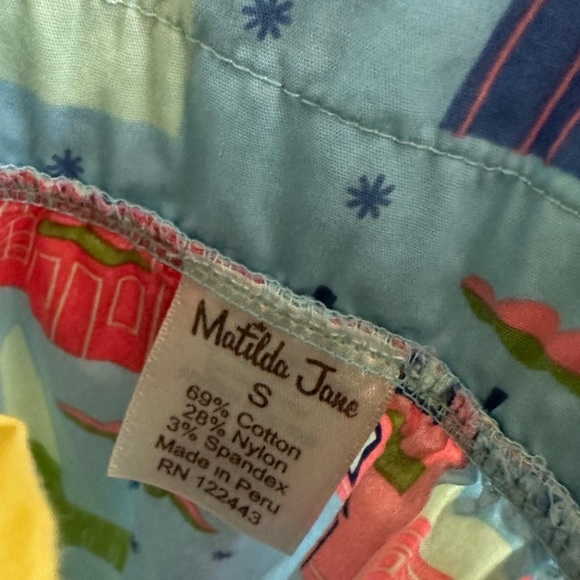 Matilda Jane
S
69% Cotton
28% Nylon
3% Spandex
Made in Peru
RN 122443